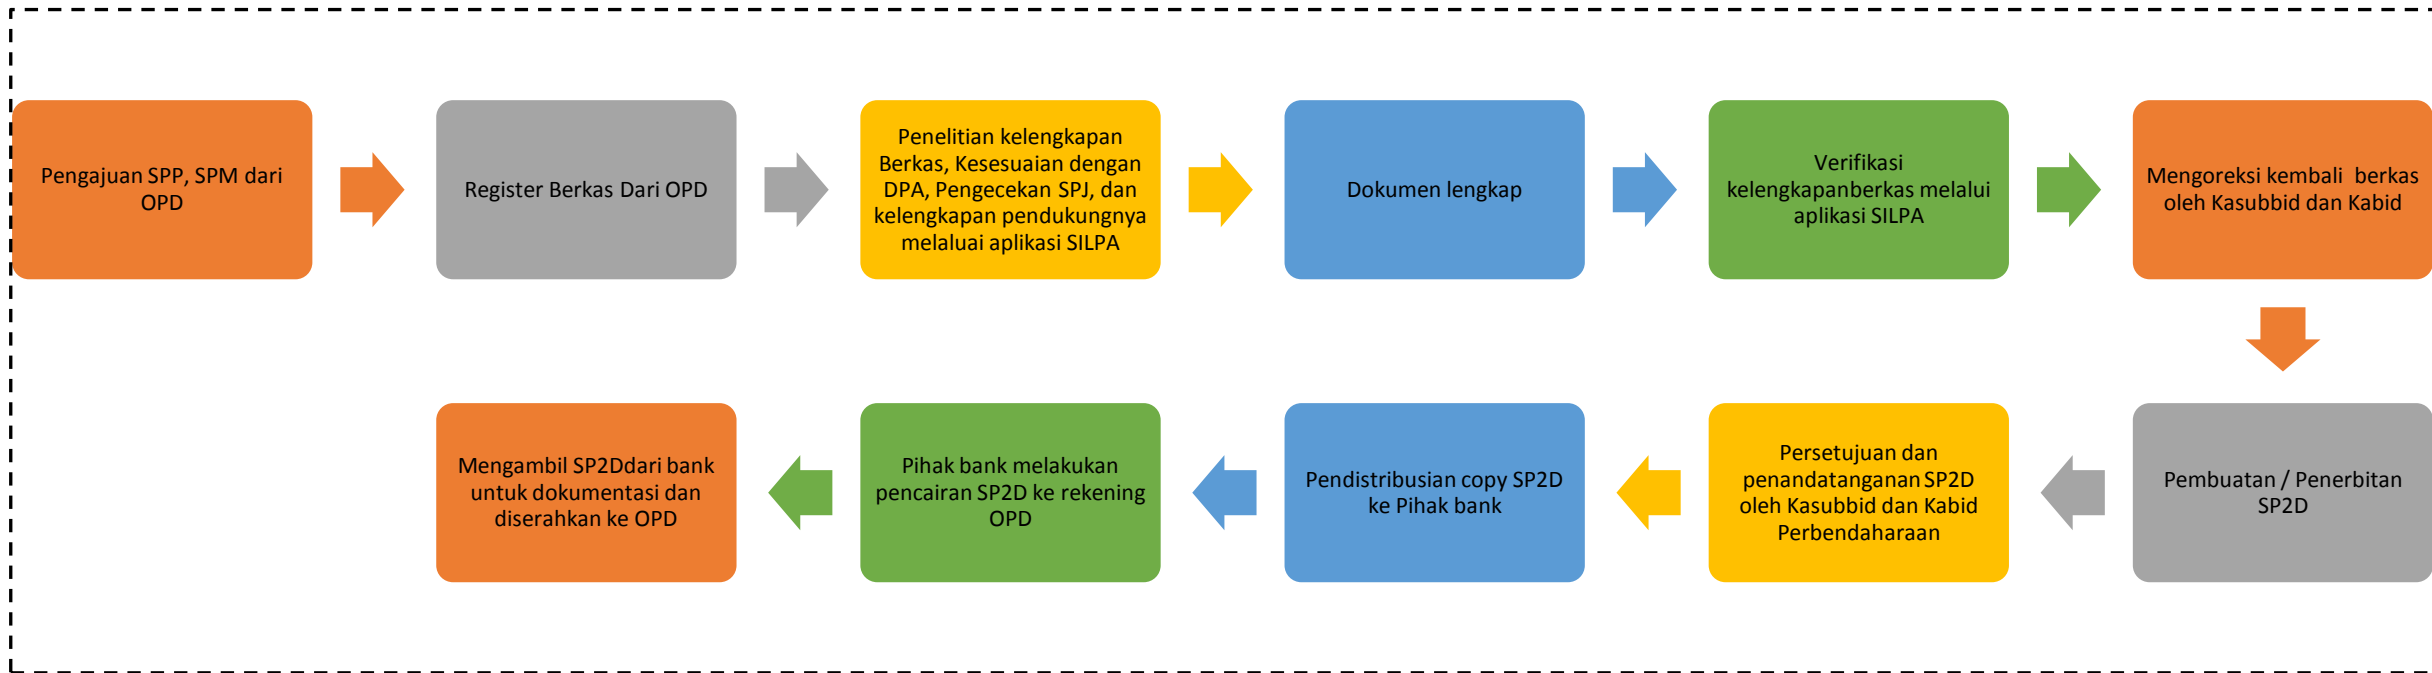 Pengajuan SPP, SPM dari
OPD
Register Berkas Dari OPD
Penelitian kelengkapan
Berkas, Kesesuaian dengan
DPA, Pengecekan SPJ, dan
kelengkapan pendukungnya
melaluai aplikasi SILPA
Dokumen lengkap
Verifikasi
kelengkapanberkas melalui
aplikasi SILPA
Mengoreksi kembali berkas
oleh Kasubbid dan Kabid
Pembuatan / Penerbitan
SP2D
Persetujuan dan
penandatanganan SP2D
oleh Kasubbid dan Kabid
Perbendaharaan
Pendistribusian copy SP2D
ke Pihak bank
Pihak bank melakukan
pencairan SP2D ke rekening
OPD
Mengambil SP2Ddari bank
untuk dokumentasi dan
diserahkan ke OPD